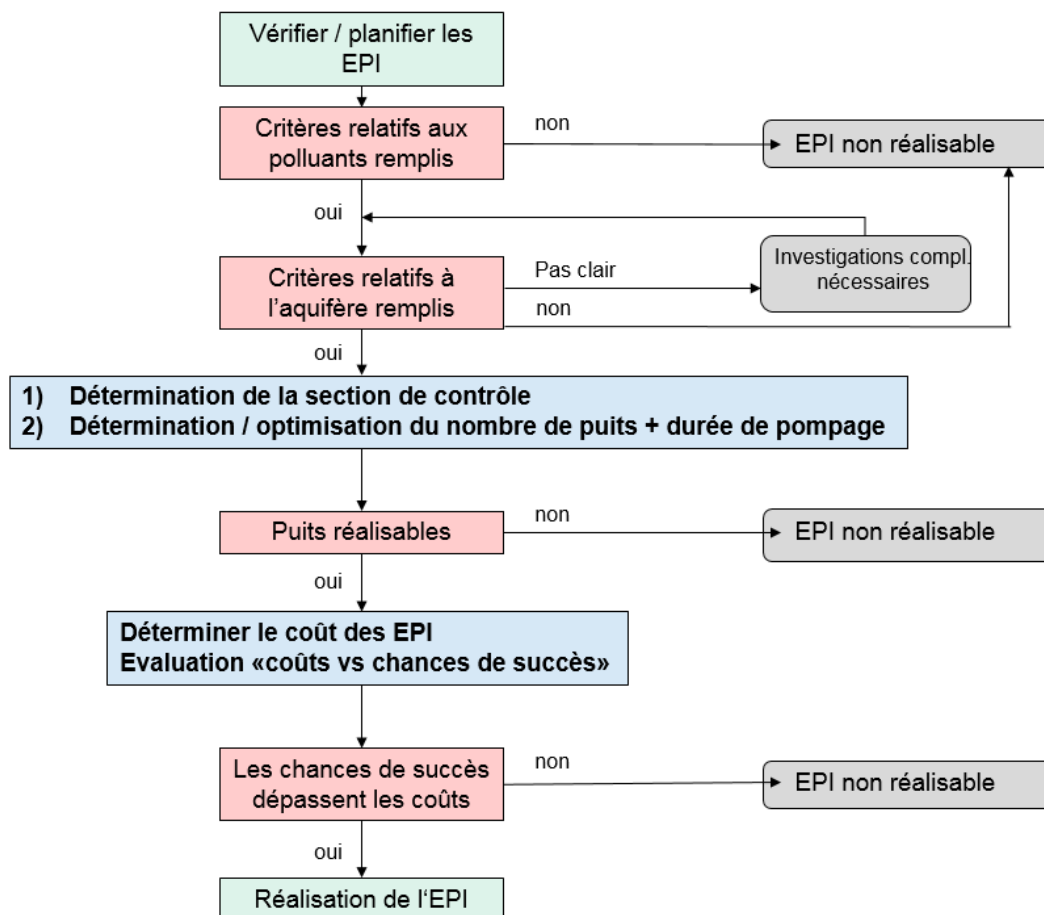 Vérifier / planifier les
EPI
Critères relatifs aux
polluants remplis
non
EPI non réalisable
oui
Critères relatifs à
l'aquifère remplis
Pas clair
non
Investigations compl.
nécessaires
oui
1) Détermination de la section de contrôle
2) Détermination / optimisation du nombre de puits + durée de pompage
Puits réalisables
non
EPI non réalisable
oui
Déterminer le coût des EPI
Evaluation «coûts vs chances de succès»
Les chances de succès
dépassent les coûts
non
EPI non réalisable
oui
Réalisation de l‘EPI